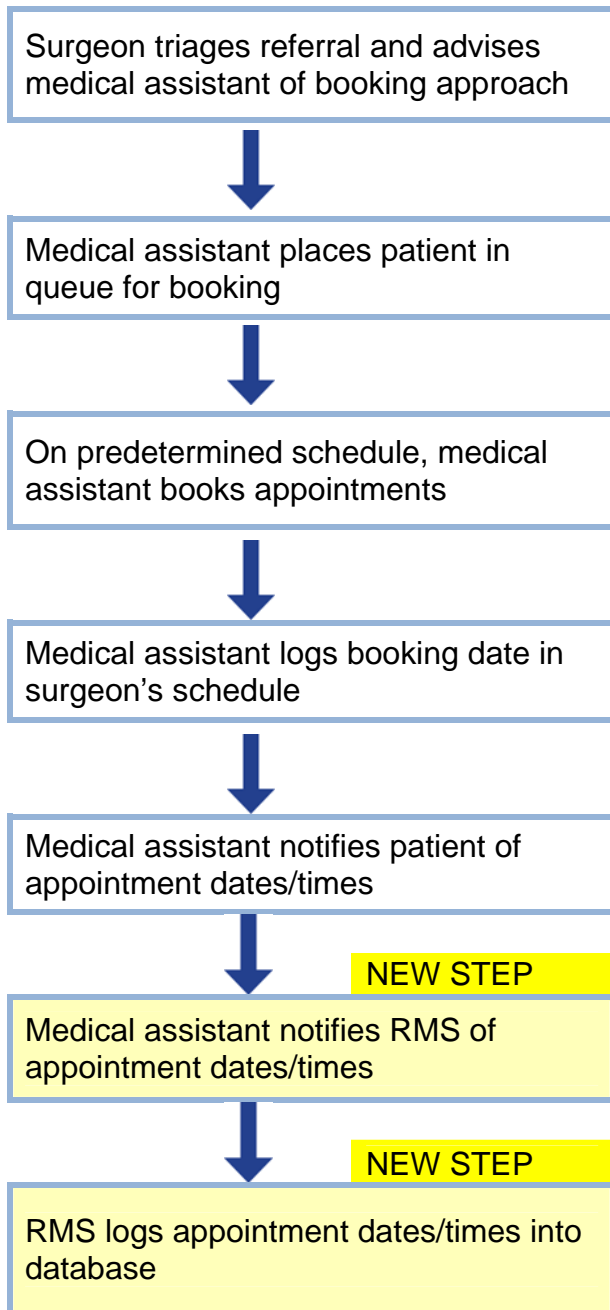 Surgeon triages referral and advises
medical assistant of booking approach
Medical assistant places patient in
queue for booking
On predetermined schedule, medical
assistant books appointments
Medical assistant logs booking date in
surgeon’s schedule
Medical assistant notifies patient of
appointment dates/times
NEW STEP
Medical assistant notifies RMS of
appointment dates/times
NEW STEP
RMS logs appointment dates/times into
database